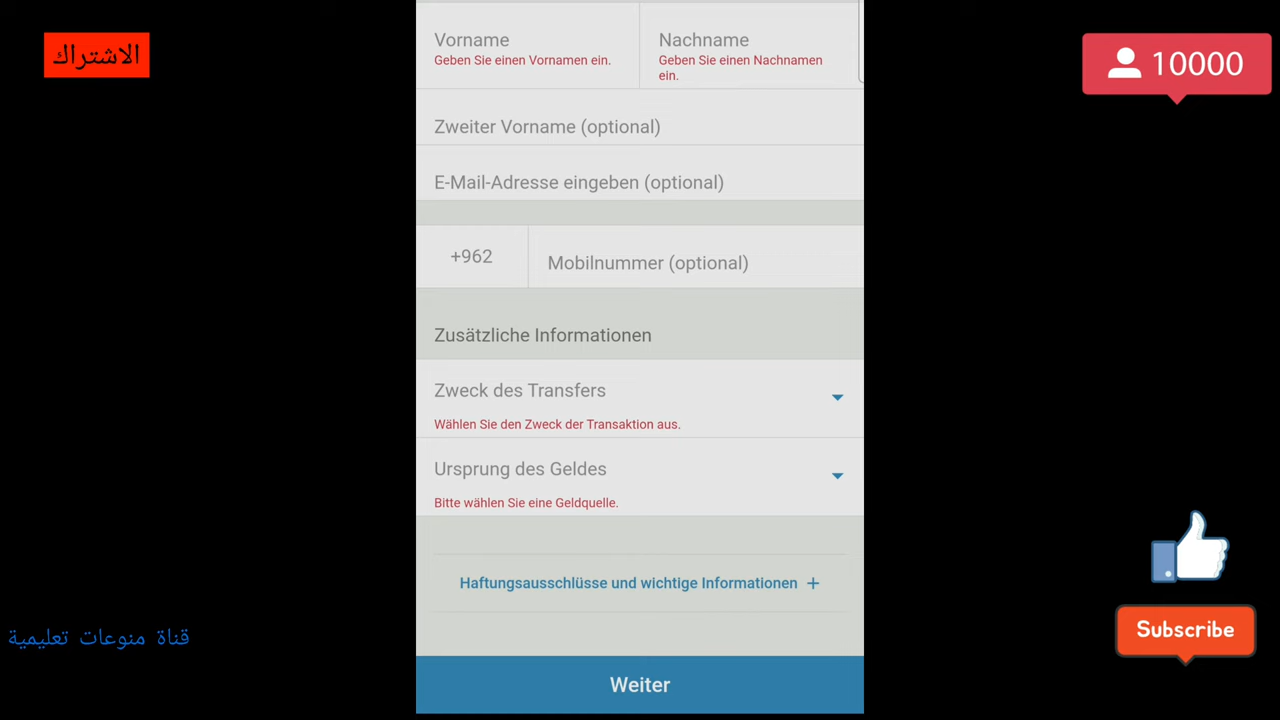 الاشتراك
10000
Vorname
Geben Sie einen Vornamen ein.
Nachname
Geben Sie einen Nachnamen
ein.
Zweiter Vorname (optional)
E-Mail-Adresse eingeben (optional)
+962
Mobilnummer (optional)
Zusätzliche Informationen
Zweck des Transfers
Wählen Sie den Zweck der Transaktion aus.
Ursprung des Geldes
Bitte wählen Sie eine Geldquelle.
Haftungsausschlüsse und wichtige Informationen +
Weiter
قناة منوعات تعليمية
Subscribe